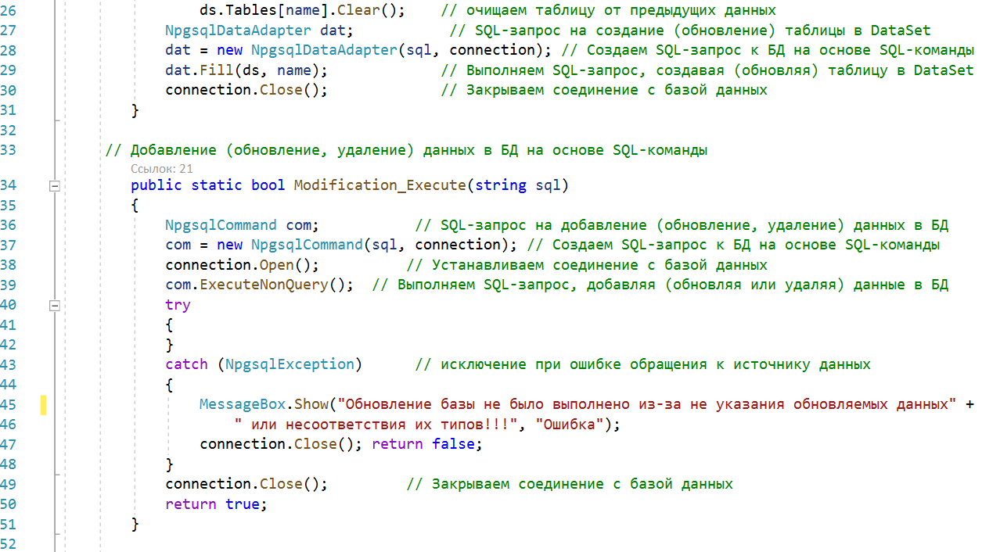 26 ds.Tables[name].Clear(); // очищаем таблицу от предыдущих данных
27 NpgsqlDataAdapter dat; // SQL-запрос на создание (обновление) таблицы в DataSet
28 dat = new NpgsqlDataAdapter(sql, connection); // Создаем SQL-запрос к БД на основе SQL-команды
29 dat.Fill(ds, name); // Выполняем SQL-запрос, создавая (обновляя) таблицу в DataSet
30 connection.Close(); // Закрываем соединение с базой данных
31 }
32
33 // Добавление (обновление, удаление) данных в БД на основе SQL-команды
Ссылок: 21
34 public static bool Modification_Execute(string sql)
35 {
36 NpgsqlCommand com; // SQL-запрос на добавление (обновление, удаление) данных в БД
37 com = new NpgsqlCommand(sql, connection); // Создаем SQL-запрос к БД на основе SQL-команды
38 connection.Open(); // Устанавливаем соединение с базой данных
39 com.ExecuteNonQuery(); // Выполняем SQL-запрос, добавляя (обновляя или удаляя) данные в БД
40 try
41 {
42 }
43 catch (NpgsqlException) // исключение при ошибке обращения к источнику данных
44 {
45 MessageBox.Show("Обновление базы не было выполнено из-за не указания обновляемых данных" +
46 " или несоответствия их типов!!!", "Ошибка");
47 connection.Close(); return false;
48 }
49 connection.Close(); // Закрываем соединение с базой данных
50 return true;
51 }
52